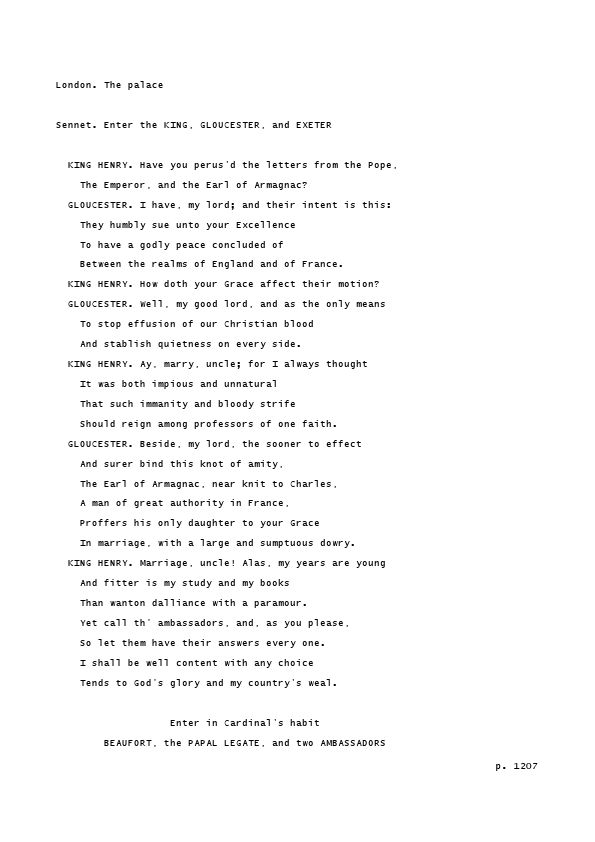 London. The palace
Sennet. Enter the KING, GLOUCESTER, and EXETER
KING HENRY. Have you perus'd the letters from the Pope,
The Emperor, and the Earl of Armagnac?
GLOUCESTER. I have, my lord; and their intent is this:
They humbly sue unto your Excellence
To have a godly peace concluded of
Between the realms of England and of France.
KING HENRY. How doth your Grace affect their motion?
GLOUCESTER. Well, my good lord, and as the only means
To stop effusion of our Christian blood
And stablish quietness on every side.
KING HENRY. Ay, marry, uncle; for I always thought
It was both impious and unnatural
That such immanity and bloody strife
Should reign among professors of one faith.
GLOUCESTER. Beside, my lord, the sooner to effect
And surer bind this knot of amity,
The Earl of Armagnac, near knit to Charles,
A man of great authority in France,
Proffers his only daughter to your Grace
In marriage, with a large and sumptuous dowry.
KING HENRY. Marriage, uncle! Alas, my years are young
And fitter is my study and my books
Than wanton dalliance with a paramour.
Yet call th' ambassadors, and, as you please,
So let them have their answers every one.
I shall be well content with any choice
Tends to God's glory and my country's weal.
Enter in Cardinal's habit
BEAUFORT, the PAPAL LEGATE, and two AMBASSADORS
p. 1207